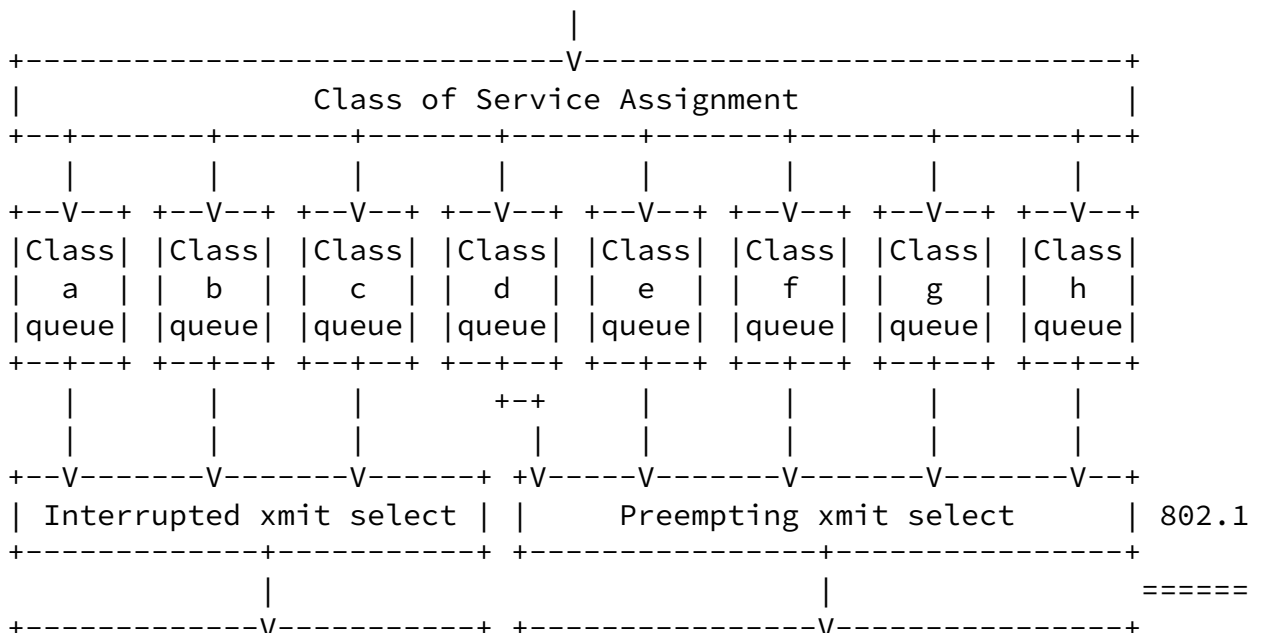 |
+------------------------------V------------------------------+
|                Class of Service Assignment                  |
+--+-------+-------+-------+-------+-------+-------+-------+--+
   |       |       |       |       |       |       |       |
+--V--+ +--V--+ +--V--+ +--V--+ +--V--+ +--V--+ +--V--+ +--V--+
|Class| |Class| |Class| |Class| |Class| |Class| |Class| |Class|
|  a  | |  b  | |  c  | |  d  | |  e  | |  f  | |  g  | |  h  |
|queue| |queue| |queue| |queue| |queue| |queue| |queue| |queue|
+--+--+ +--+--+ +--+--+ +--+--+ +--+--+ +--+--+ +--+--+ +--+--+
   |       |       |       +-+     |       |       |       |
   |       |       |         |     |       |       |       |
+--V-------V-------V------+ +V-----V-------V-------V-------V--+
| Interrupted xmit select | |     Preempting xmit select      | 802.1
+-------------+-----------+ +----------------+----------------+
              |                              |                 ======
+-------------V-----------+ +----------------V----------------+